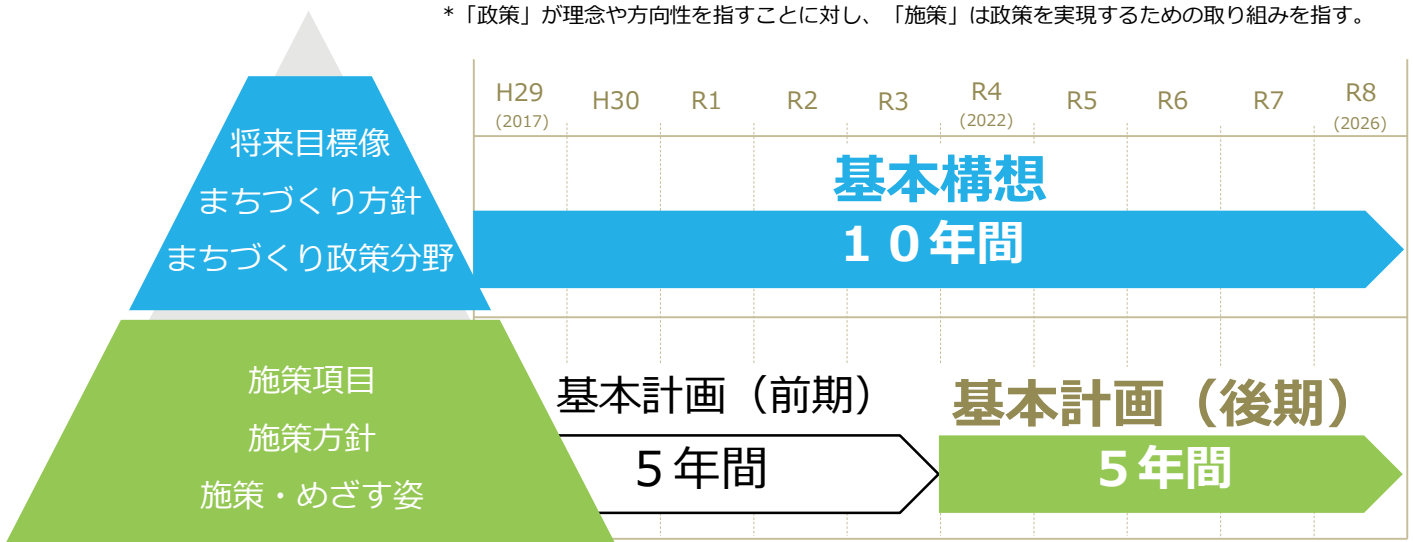 *「政策」が理念や方向性を指すことに対し、「施策」は政策を実現するための取り組みを指す。
H29 H30 R1 R2 R3 R4 R5 R6 R7 R8
(2017) (2022) (2026)
将来目標像
まちづくり方針
まちづくり政策分野
基本構想
１０年間
施策項目
施策方針
施策・めざす姿
基本計画（前期）
５年間
基本計画（後期）
５年間